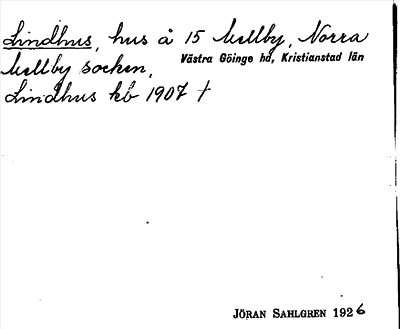 Lindhus, hus å 15 Mellby, Norra
Västra Göinge hd, Kristianstad län
Mellby socken,
Lindhus kb 1907 †
JÖRAN SAHLGREN 1926